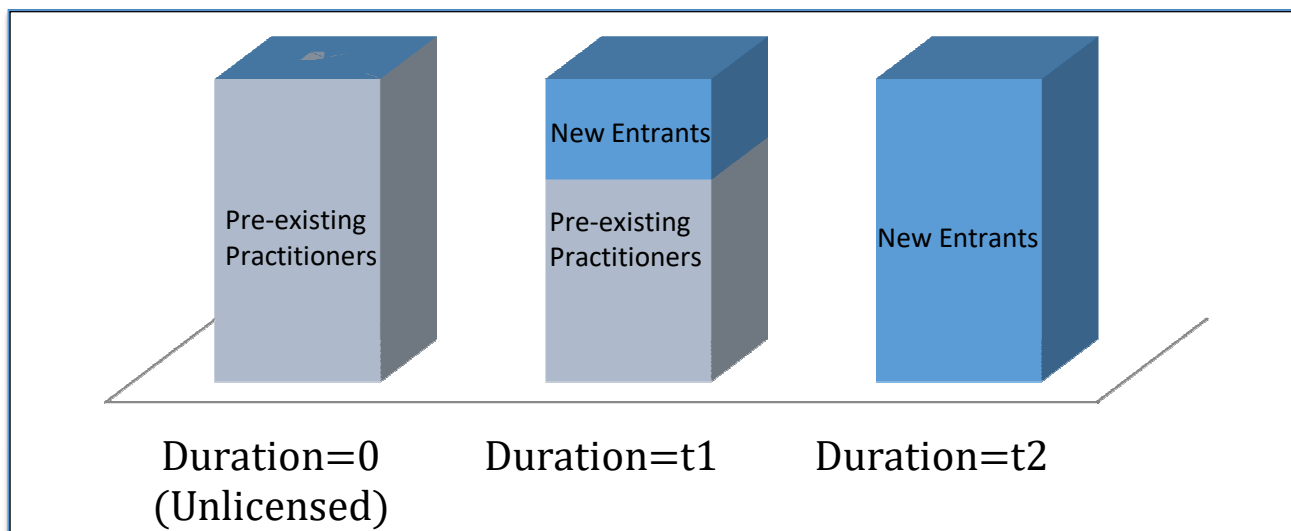 New Entrants
Pre-existing
Practitioners
Pre-existing
Practitioners
New Entrants
Duration=0
(Unlicensed)
Duration=t1
Duration=t2